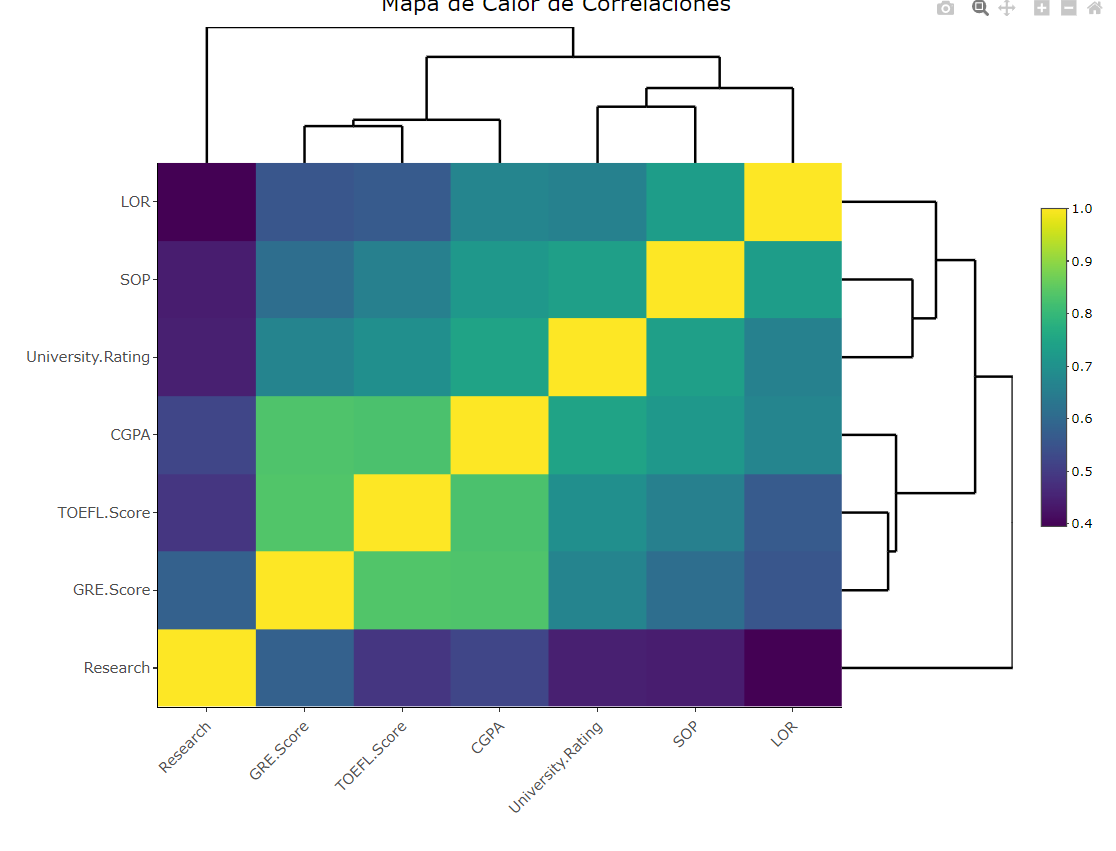 Mapa de Calor de Correlaciones
LOR
SOP
University.Rating
CGPA
TOEFL.Score
GRE.Score
Research
Research
GRE.Score
TOEFL.Score
CGPA
University.Rating
SOP
LOR
1.0
0.9
0.8
0.7
0.6
0.5
0.4